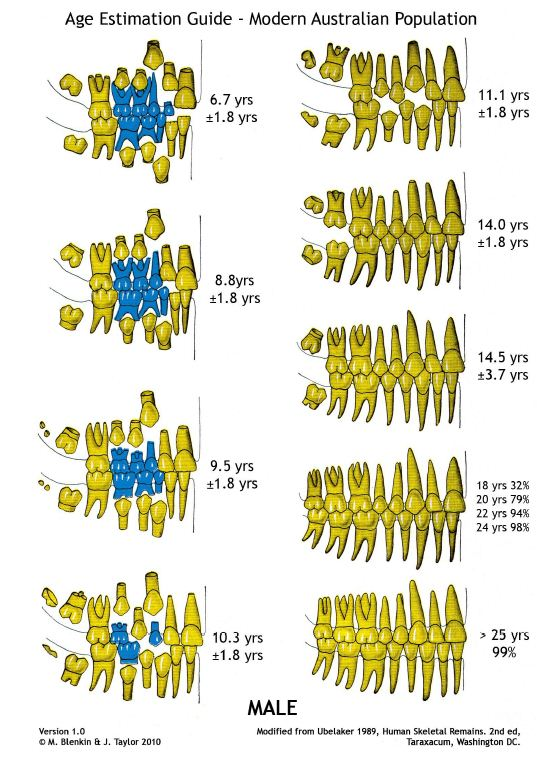 Age Estimation Guide - Modern Australian Population
6.7 yrs
±1.8 yrs
8.8yrs
±1.8 yrs
9.5 yrs
±1.8 yrs
10.3 yrs
±1.8 yrs
11.1 yrs
±1.8 yrs
14.0 yrs
±1.8 yrs
14.5 yrs
±3.7 yrs
18 yrs 32%
20 yrs 79%
22 yrs 94%
24 yrs 98%
> 25 yrs
99%
MALE
Version 1.0
© M. Blenkin & J. Taylor 2010
Modified from Ubelaker 1989, Human Skeletal Remains. 2nd ed,
Taraxacum, Washington DC.